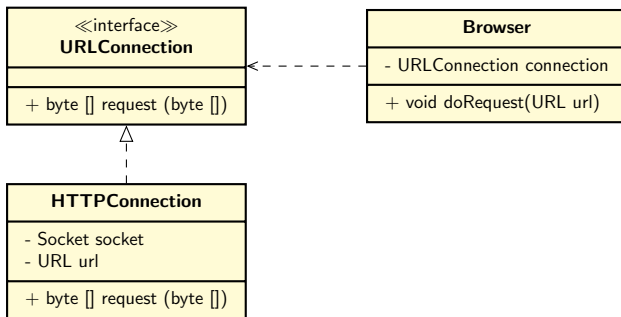 ≪interface≫
URLConnection
+ byte [] request (byte [])
Browser
- URLConnection connection
+ void doRequest(URL url)
HTTPConnection
- Socket socket
- URL url
+ byte [] request (byte [])